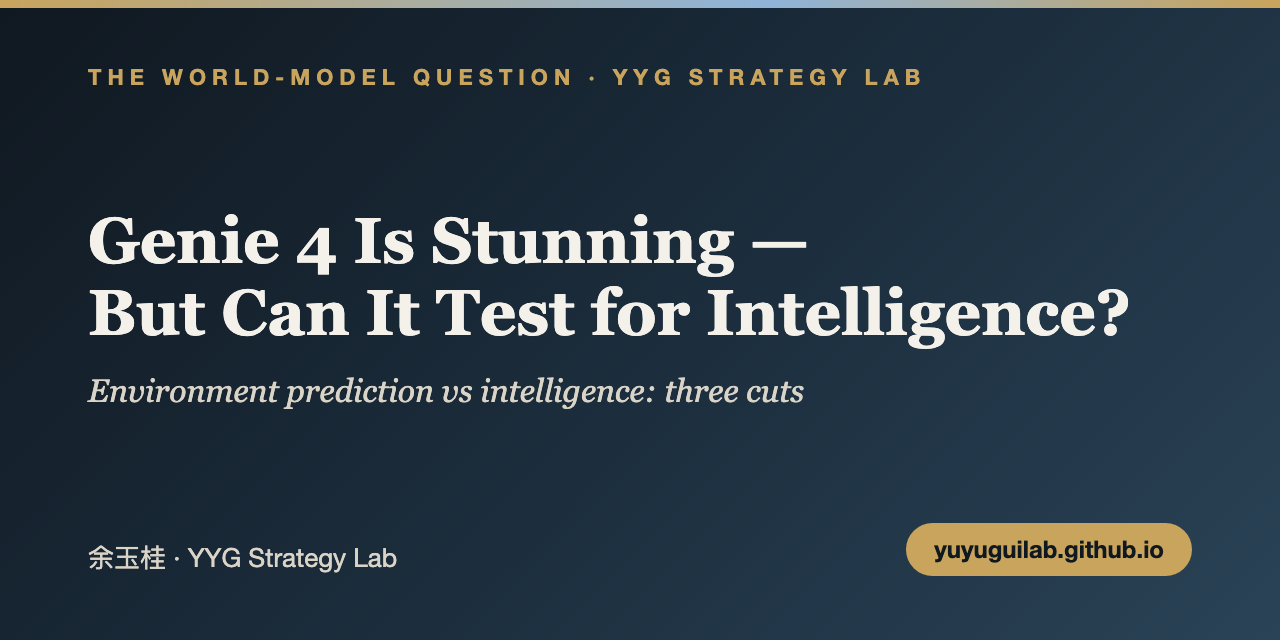 THE WORLD-MODEL QUESTION · YYG STRATEGY LAB
Genie 4 Is Stunning —
But Can It Test for Intelligence?
Environment prediction vs intelligence: three cuts
余玉桂 · YYG Strategy Lab
yuyuguilab.github.io